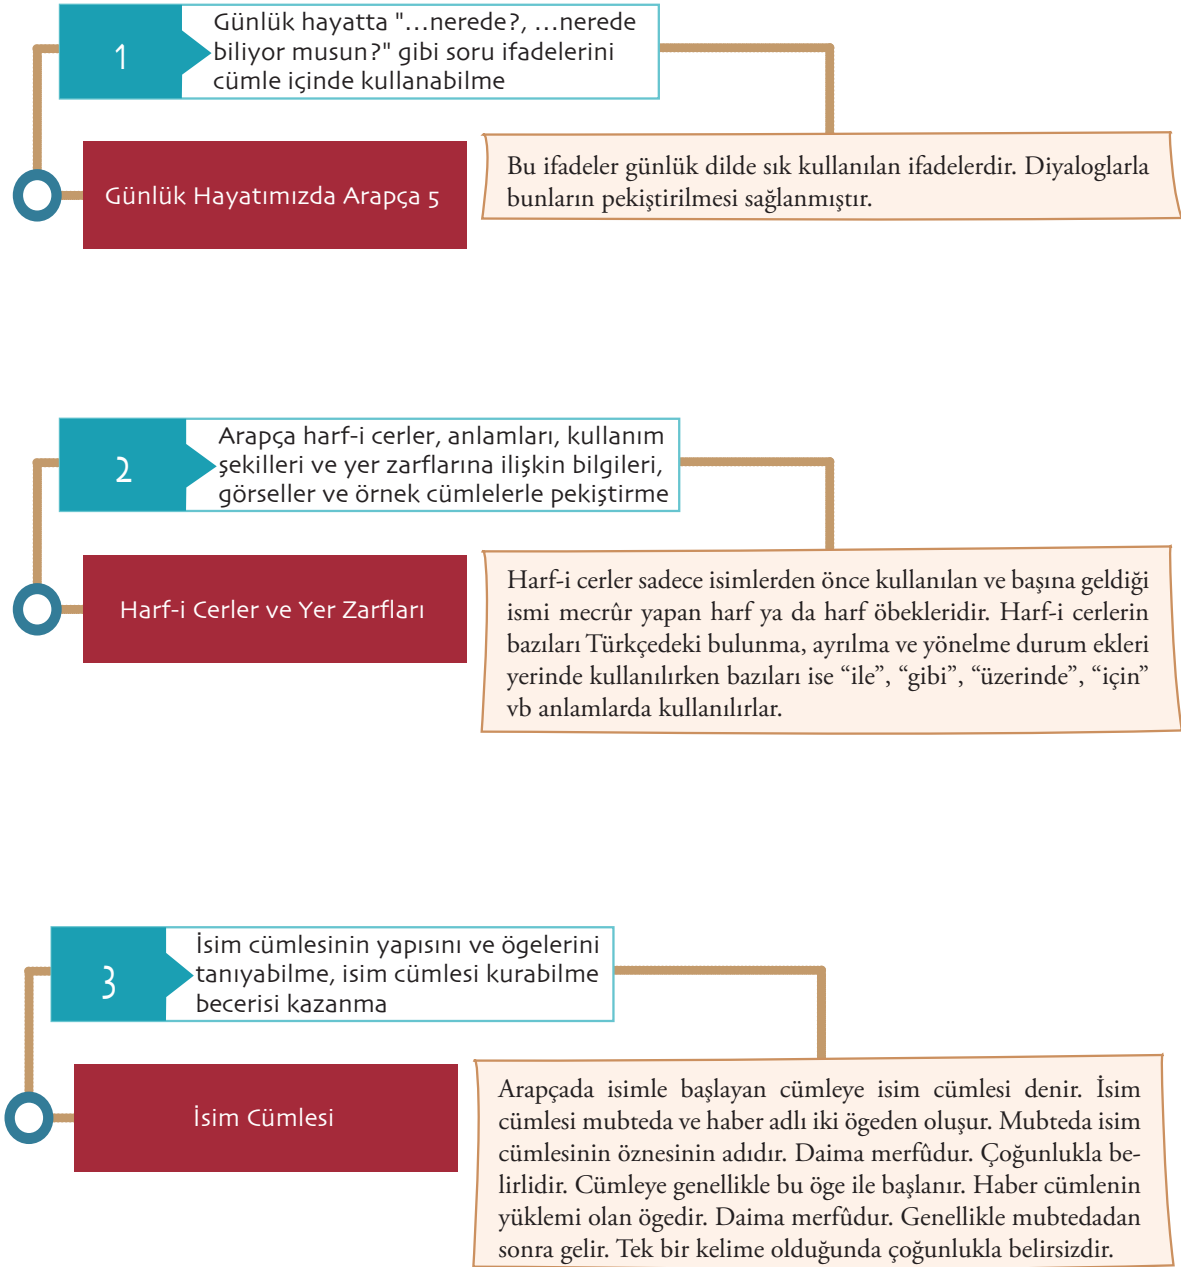 1
Günlük hayatta "...nerede?, ...nerede
biliyor musun?" gibi soru ifadelerini
cümle içinde kullanabilme
Günlük Hayatımızda Arapça 5
Bu ifadeler günlük dilde sık kullanılan ifadelerdir. Diyaloglarla
bunların pekiştirilmesi sağlanmıştır.
2
Arapça harf-i cerler, anlamları, kullanım
şekilleri ve yer zarflarına ilişkin bilgileri,
görseller ve örnek cümlelerle pekiştirme
Harf-i Cerler ve Yer Zarfları
Harf-i cerler sadece isimlerden önce kullanılan ve başına geldiği
ismi mecrûr yapan harf ya da harf öbekleridir. Harf-i cerlerin
bazıları Türkçedeki bulunma, ayrılma ve yönelme durum ekleri
yerinde kullanılırken bazıları ise “ile”, “gibi”, “üzerinde”, “için”
vb anlamlarda kullanılırlar.
3
İsim cümlesinin yapısını ve ögelerini
tanıyabilme, isim cümlesi kurabilme
becerisi kazanma
İsim Cümlesi
Arapçada isimle başlayan cümleye isim cümlesi denir. İsim
cümlesi mubteda ve haber adlı iki ögeden oluşur. Mubteda isim
cümlesinin öznesinin adıdır. Daima merfûdur. Çoğunlukla be-
lirlidir. Cümleye genellikle bu öge ile başlanır. Haber cümlenin
yüklemi olan ögedir. Daima merfûdur. Genellikle mubtedadan
sonra gelir. Tek bir kelime olduğunda çoğunlukla belirsizdir.